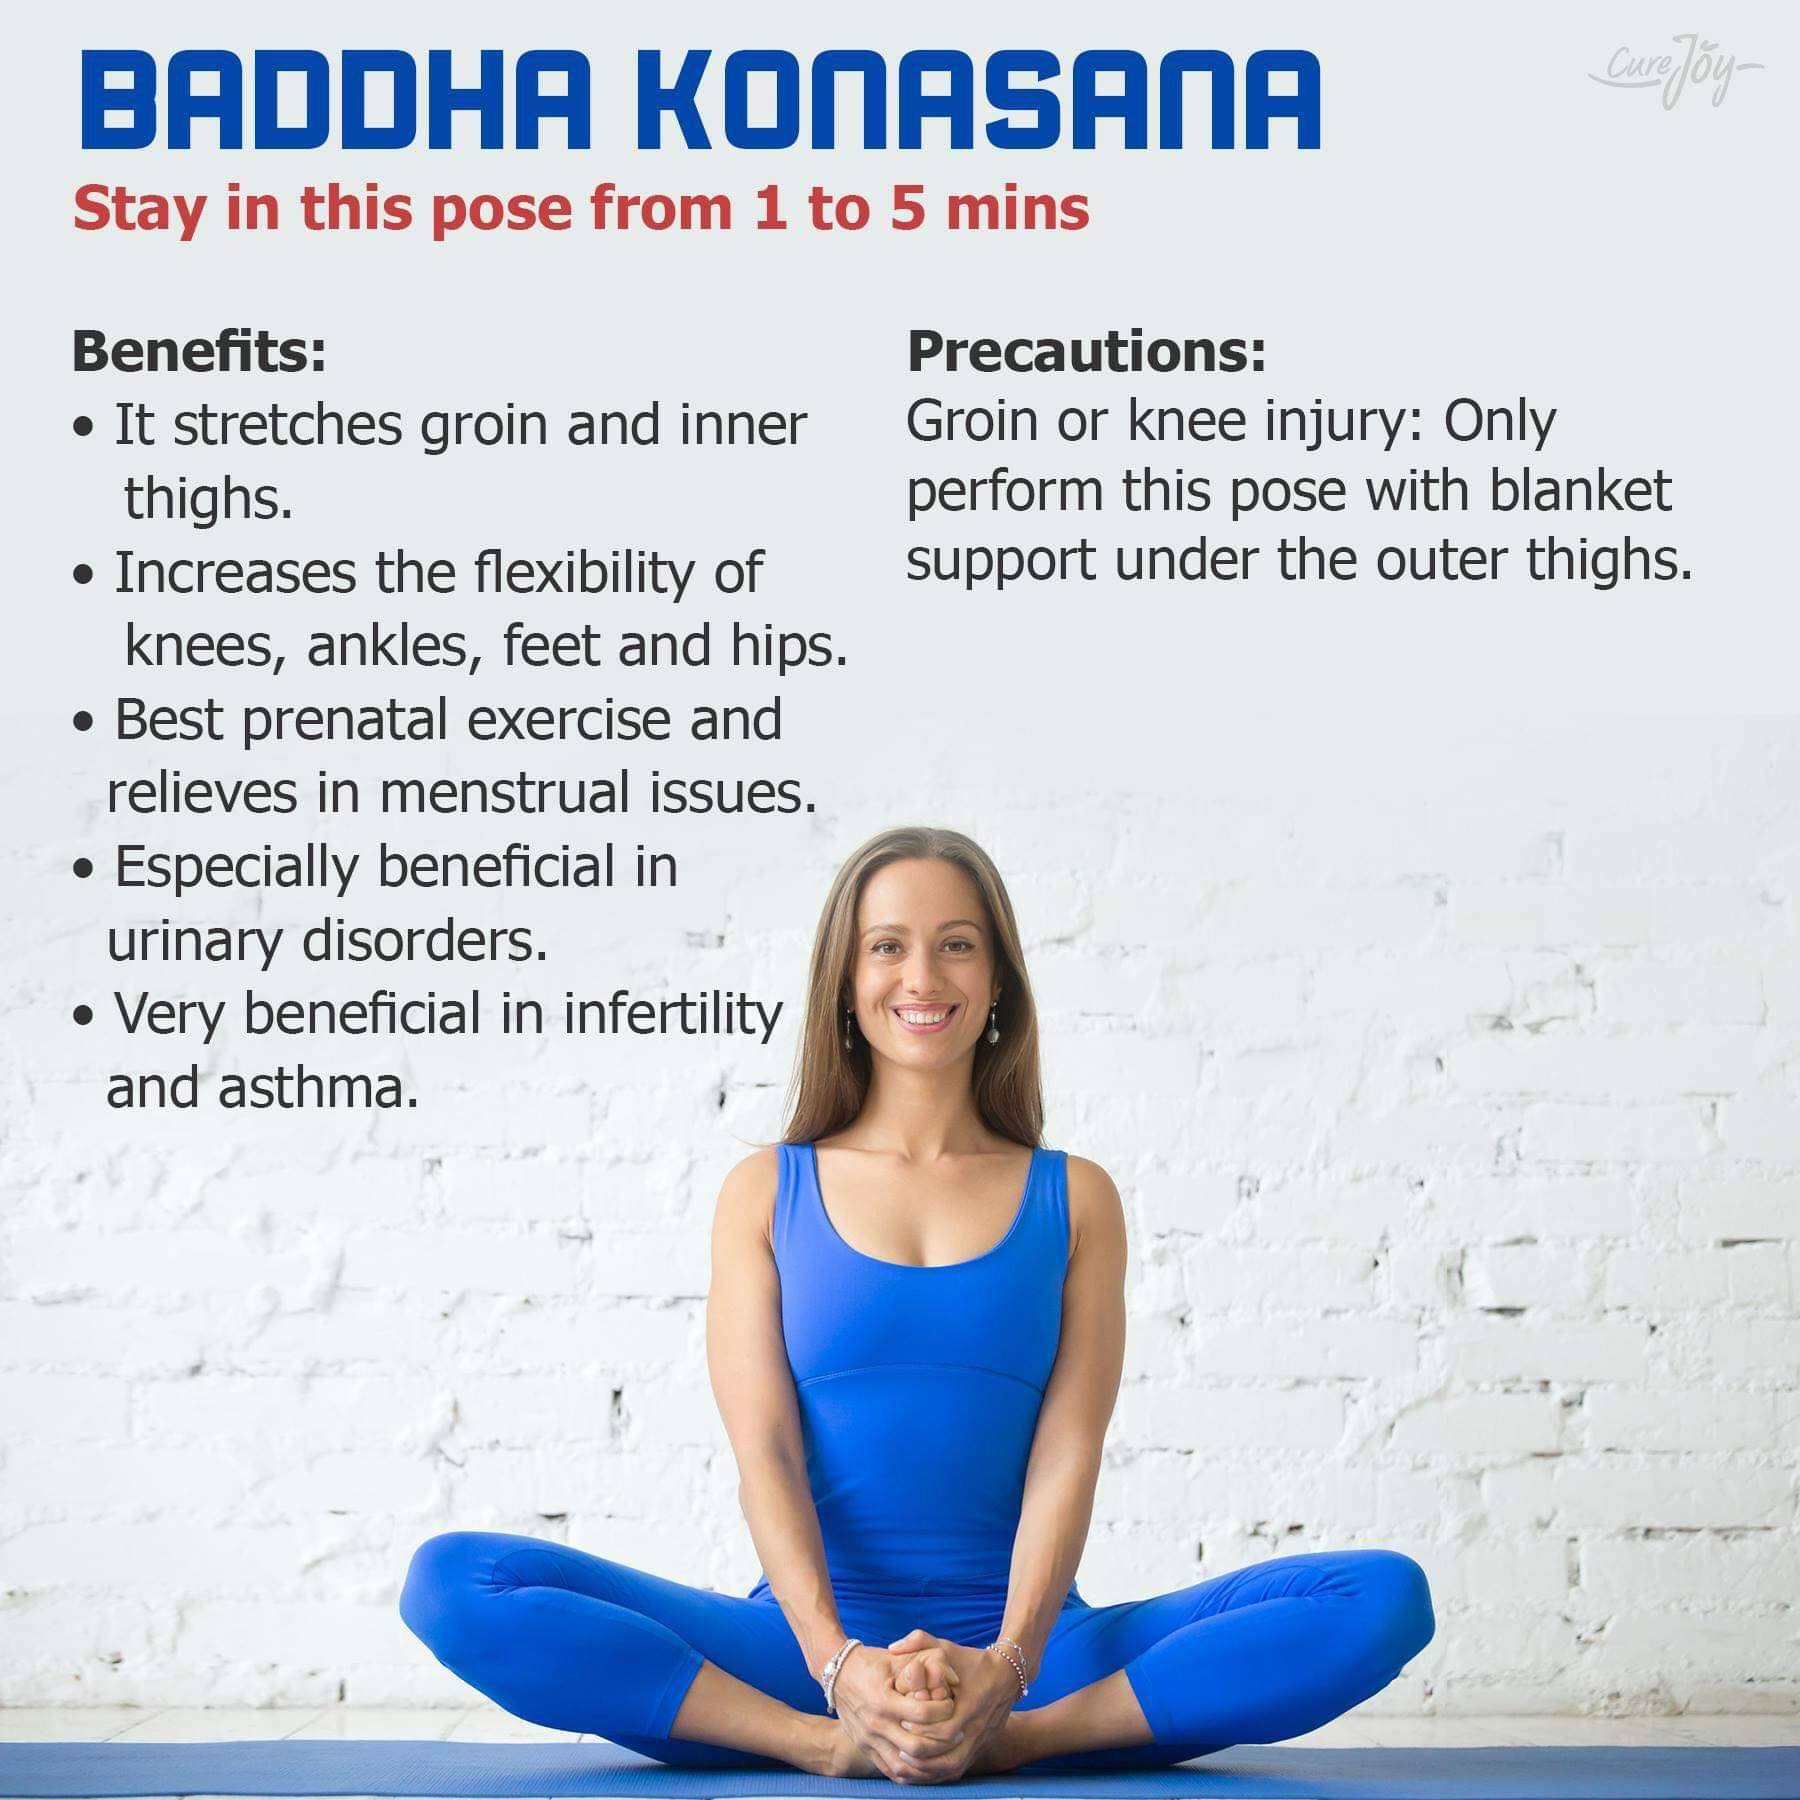 BADDHA KONASANA
CureJoy
Stay in this pose from 1 to 5 mins
Benefits:
• It stretches groin and inner
thighs.
• Increases the flexibility of
knees, ankles, feet and hips.
• Best prenatal exercise and
relieves in menstrual issues.
• Especially beneficial in
urinary disorders.
• Very beneficial in infertility
and asthma.
Precautions:
Groin or knee injury: Only
perform this pose with blanket
support under the outer thighs.